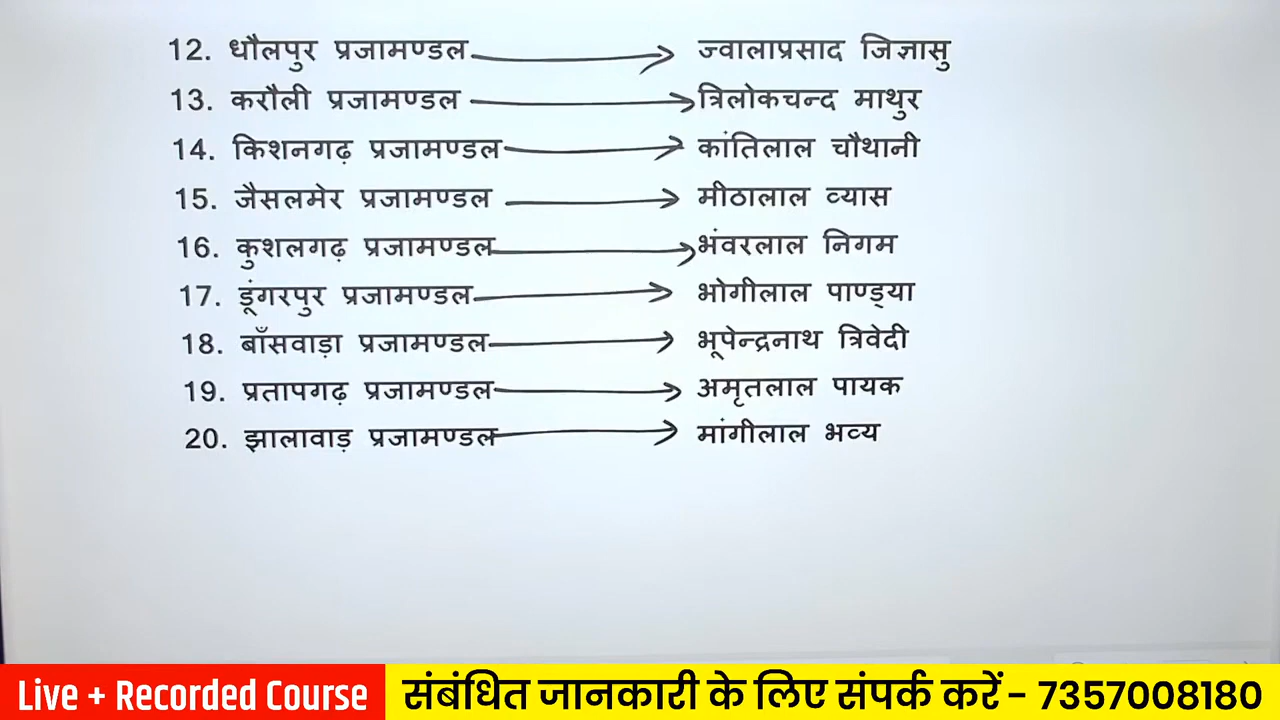 12. धौलपुर प्रजामण्डल → ज्वालाप्रसाद जिज्ञासु
13. करौली प्रजामण्डल → त्रिलोकचन्द माथुर
14. किशनगढ़ प्रजामण्डल → कांतिलाल चौथानी
15. जैसलमेर प्रजामण्डल → मीठालाल व्यास
16. कुशलगढ़ प्रजामण्डल → भंवरलाल निगम
17. डूंगरपुर प्रजामण्डल → भोगीलाल पाण्ड्या
18. बाँसवाड़ा प्रजामण्डल → भूपेन्द्रनाथ त्रिवेदी
19. प्रतापगढ़ प्रजामण्डल → अमृतलाल पायक
20. झालावाड़ प्रजामण्डल → मांगीलाल भव्य
Live + Recorded Course संबंधित जानकारी के लिए संपर्क करें - 7357008180